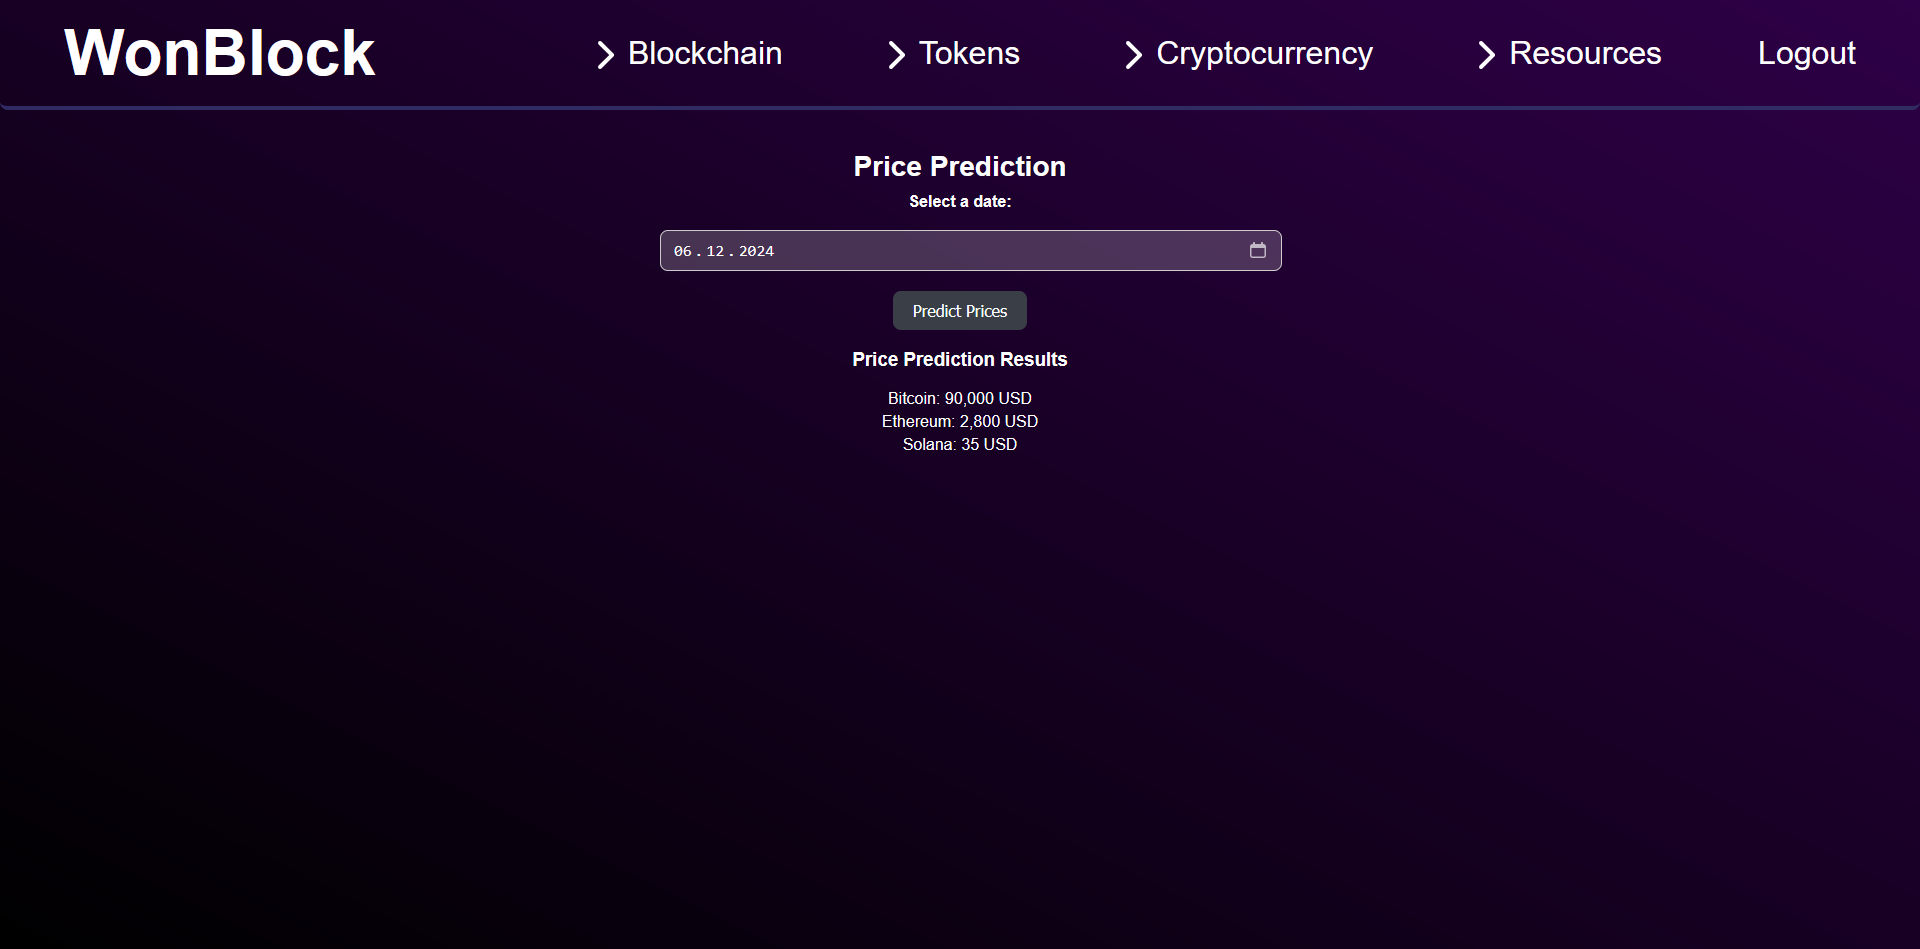 WonBlock Blockchain Tokens Cryptocurrency Resources Logout
Price Prediction
Select a date:
06.12.2024
Predict Prices
Price Prediction Results
Bitcoin: 90,000 USD
Ethereum: 2,800 USD
Solana: 35 USD